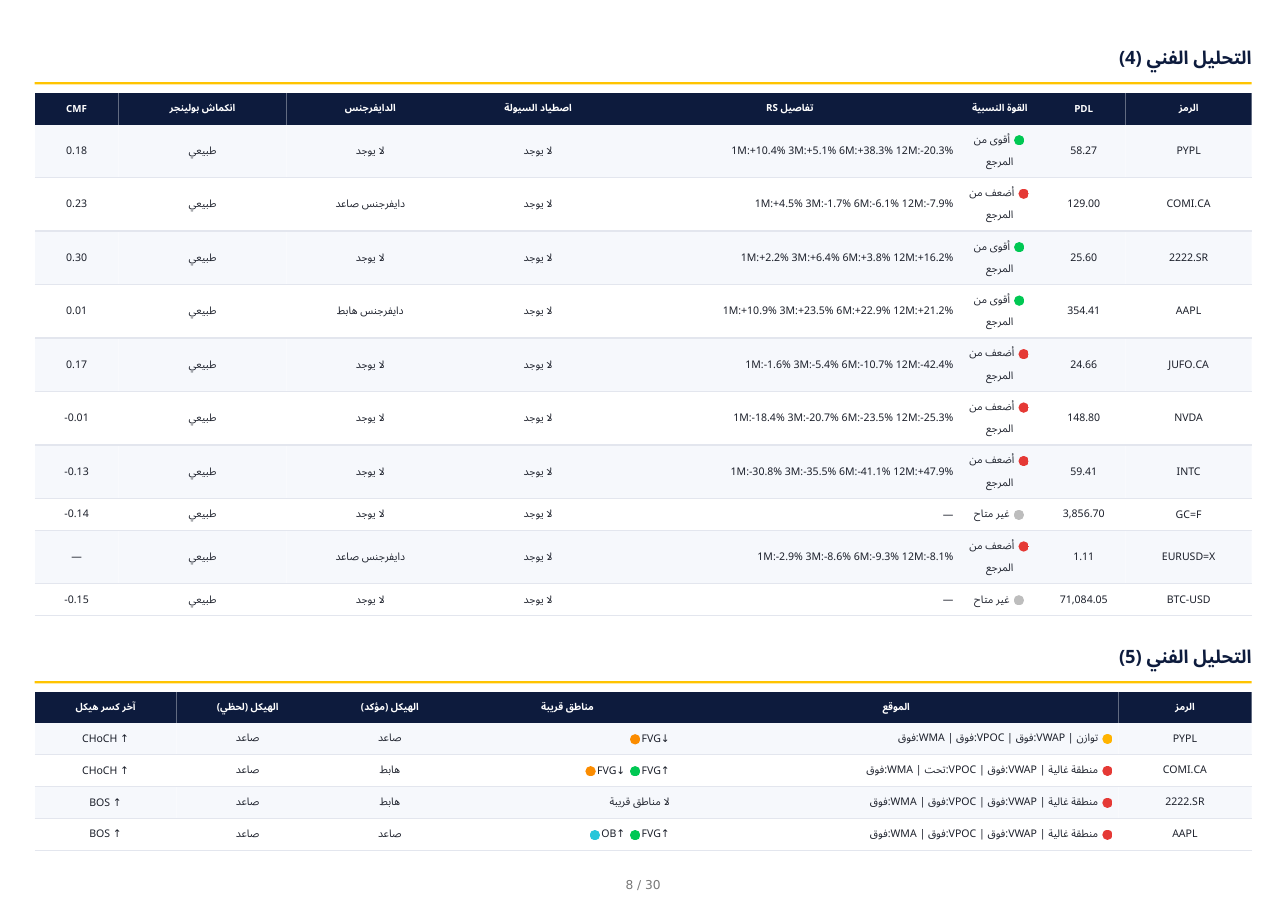 التحليل الفني (4)
الرمز PDL القوة النسبية تفاصيل RS اصطياد السيولة الدايفرجنس انكماش بولينجر CMF
PYPL 58.27 أقوى من المرجع 1M:+10.4% 3M:+5.1% 6M:+38.3% 12M:-20.3% لا يوجد لا يوجد طبيعي 0.18
COMI.CA 129.00 أضعف من المرجع 1M:+4.5% 3M:-1.7% 6M:-6.1% 12M:-7.9% لا يوجد دايفرجنس صاعد طبيعي 0.23
2222.SR 25.60 أقوى من المرجع 1M:+2.2% 3M:+6.4% 6M:+3.8% 12M:+16.2% لا يوجد لا يوجد طبيعي 0.30
AAPL 354.41 أقوى من المرجع 1M:+10.9% 3M:+23.5% 6M:+22.9% 12M:+21.2% لا يوجد دايفرجنس هابط طبيعي 0.01
JUFO.CA 24.66 أضعف من المرجع 1M:-1.6% 3M:-5.4% 6M:-10.7% 12M:-42.4% لا يوجد لا يوجد طبيعي 0.17
NVDA 148.80 أضعف من المرجع 1M:-18.4% 3M:-20.7% 6M:-23.5% 12M:-25.3% لا يوجد لا يوجد طبيعي -0.01
INTC 59.41 أضعف من المرجع 1M:-30.8% 3M:-35.5% 6M:-41.1% 12M:+47.9% لا يوجد لا يوجد طبيعي -0.13
GC=F 3,856.70 غير متاح — لا يوجد لا يوجد طبيعي -0.14
EURUSD=X 1.11 أضعف من المرجع 1M:-2.9% 3M:-8.6% 6M:-9.3% 12M:-8.1% لا يوجد دايفرجنس صاعد طبيعي —
BTC-USD 71,084.05 غير متاح — لا يوجد لا يوجد طبيعي -0.15
التحليل الفني (5)
الرمز الموقع مناطق قريبة الهيكل (مؤكد) الهيكل (لحظي) آخر كسر هيكل
PYPL توازن | VWAP:فوق | VPOC:فوق | WMA:فوق FVG↓ صاعد صاعد CHoCH ↑
COMI.CA منطقة غالية | VWAP:فوق | VPOC:تحت | WMA:فوق FVG↑ FVG↓ هابط صاعد CHoCH ↑
2222.SR منطقة غالية | VWAP:فوق | VPOC:فوق | WMA:فوق لا مناطق قريبة هابط صاعد BOS ↑
AAPL منطقة غالية | VWAP:فوق | VPOC:فوق | WMA:فوق FVG↑ OB↑ صاعد صاعد BOS ↑
8 / 30